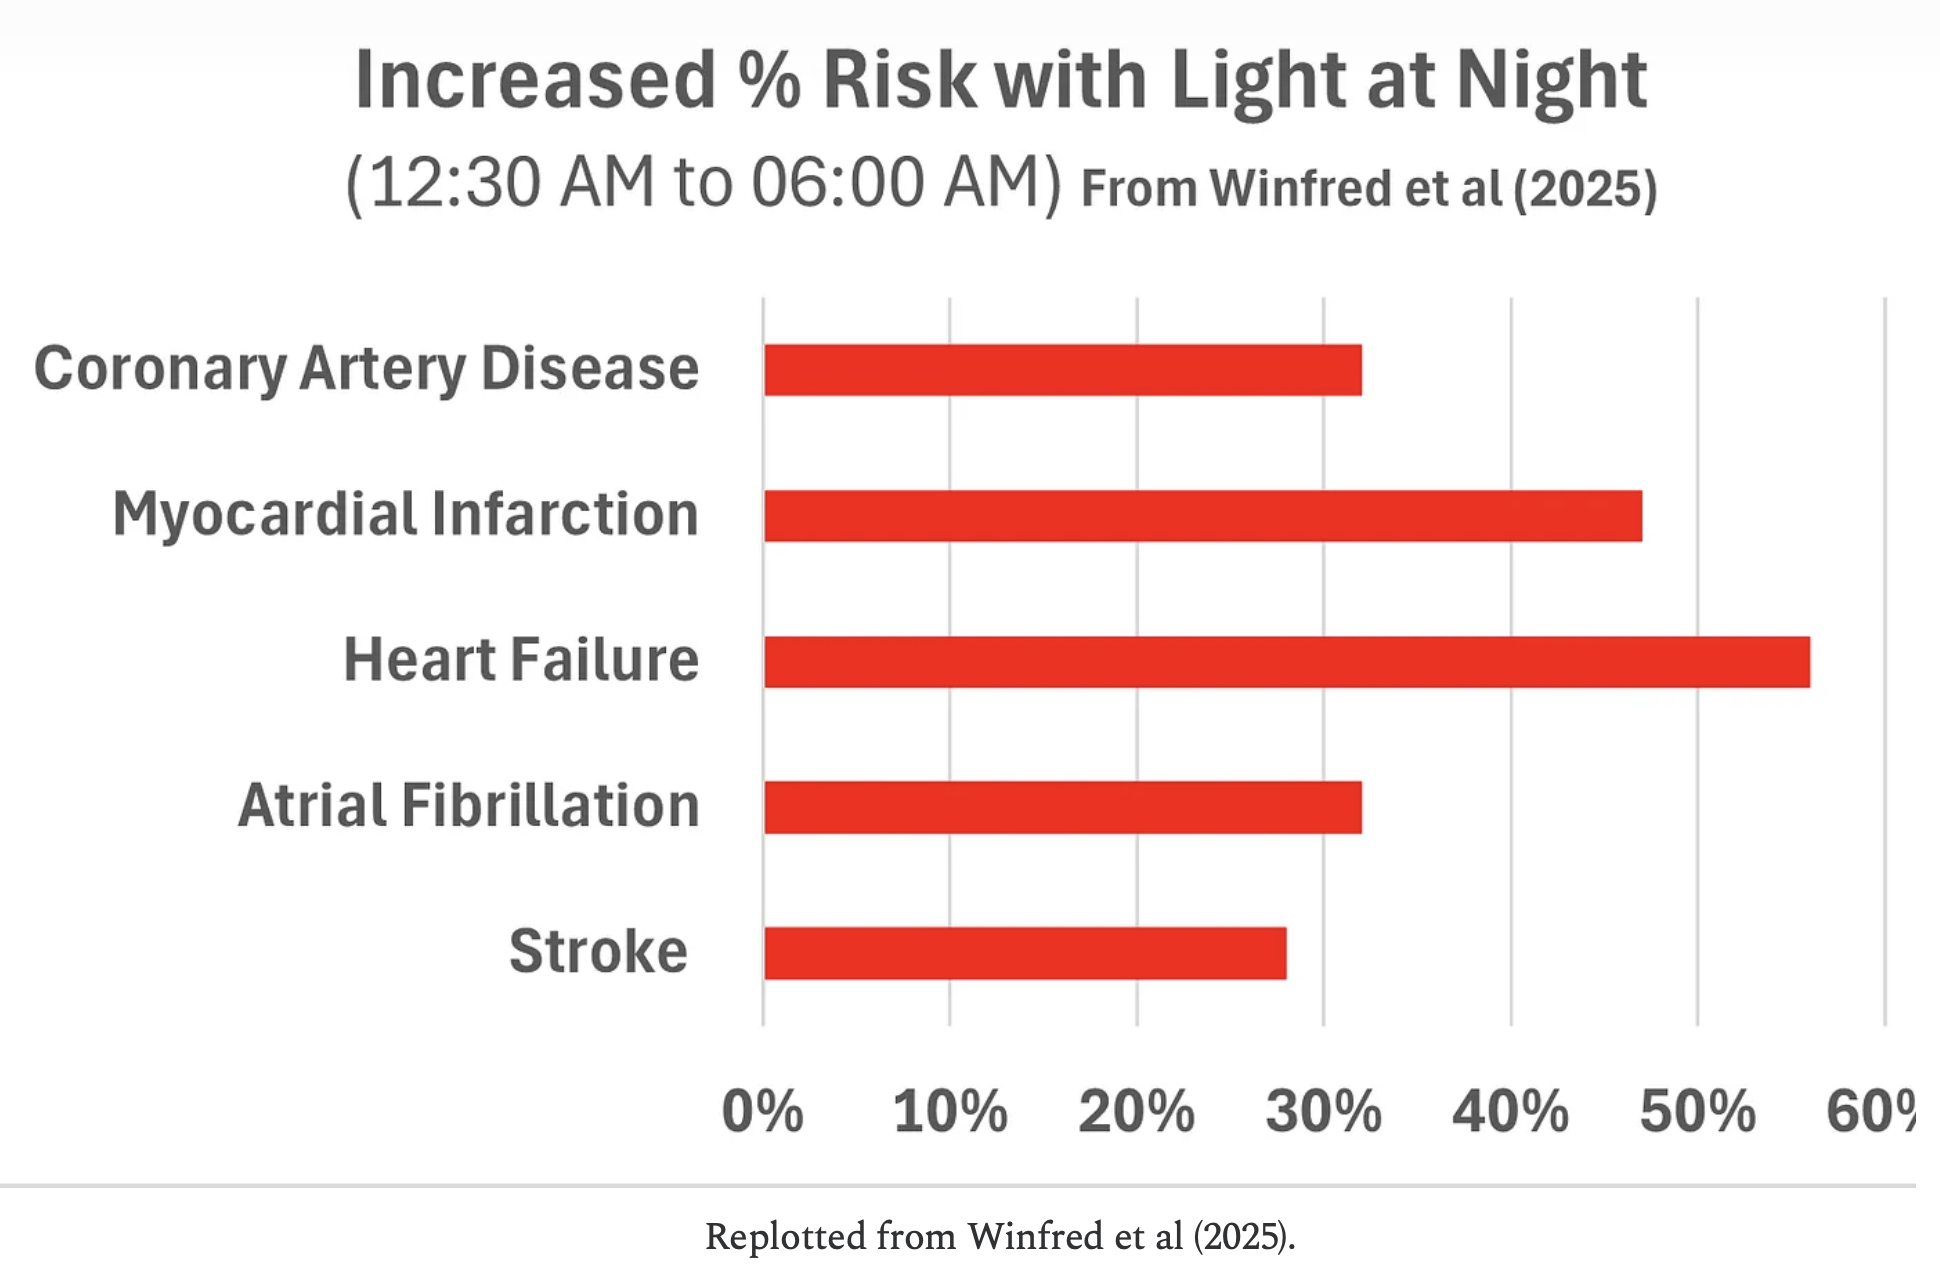 Increased % Risk with Light at Night
(12:30 AM to 06:00 AM) From Winfred et al (2025)
Coronary Artery Disease
Myocardial Infarction
Heart Failure
Atrial Fibrillation
Stroke
0% 10% 20% 30% 40% 50% 60%
Replotted from Winfred et al (2025).